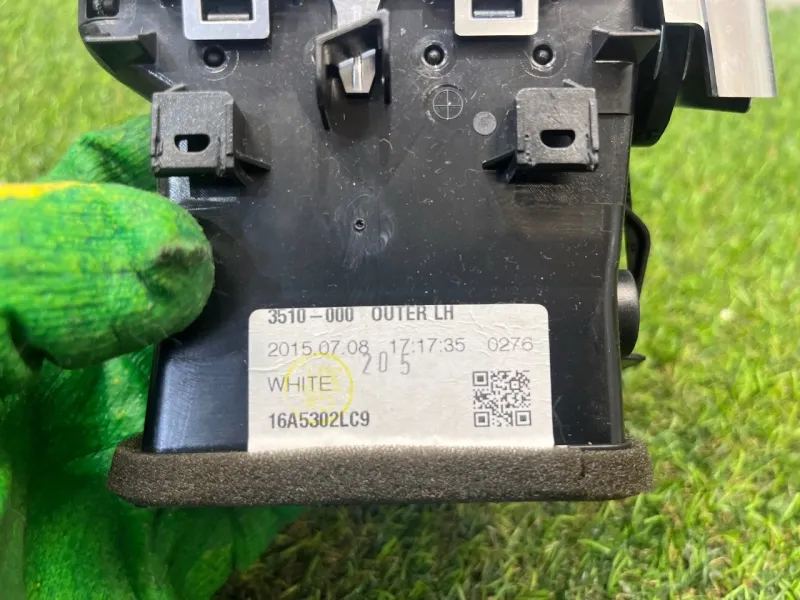 3510-000 OUTER LH
2015.07.08 17:17:35 0276
205
WHITE
16A5302LC9